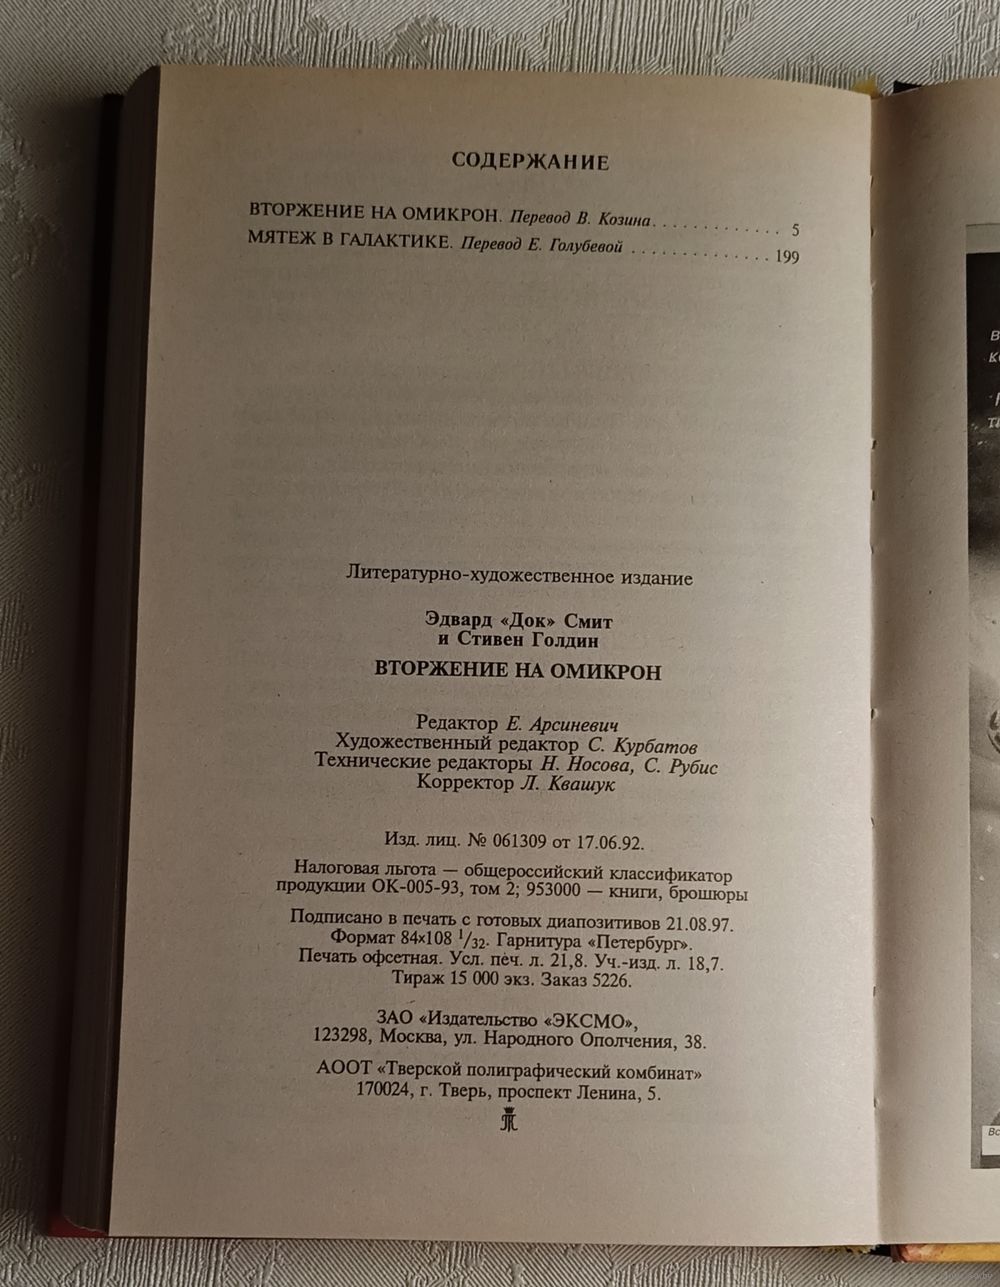 СОДЕРЖАНИЕ
ВТОРЖЕНИЕ НА ОМИКРОН. Перевод В. Козина. . . . . . . . . . . . . . 5
МЯТЕЖ В ГАЛАКТИКЕ. Перевод Е. Голубевой . . . . . . . . . . . . . . 199
Литературно-художественное издание
Эдвард «Док» Смит
и Стивен Голдин
ВТОРЖЕНИЕ НА ОМИКРОН
Редактор Е. Арсиневич
Художественный редактор С. Курбатов
Технические редакторы Н. Носова, С. Рубис
Корректор Л. Квашук
Изд. лиц. № 061309 от 17.06.92.
Налоговая льгота — общероссийский классификатор
продукции ОК-005-93, том 2; 953000 — книги, брошюры
Подписано в печать с готовых диапозитивов 21.08.97.
Формат 84х108 1/32. Гарнитура «Петербург».
Печать офсетная. Усл. печ. л. 21,8. Уч.-изд. л. 18,7.
Тираж 15 000 экз. Заказ 5226.
ЗАО «Издательство «ЭКСМО»,
123298, Москва, ул. Народного Ополчения, 38.
АООТ «Тверской полиграфический комбинат»
170024, г. Тверь, проспект Ленина, 5.